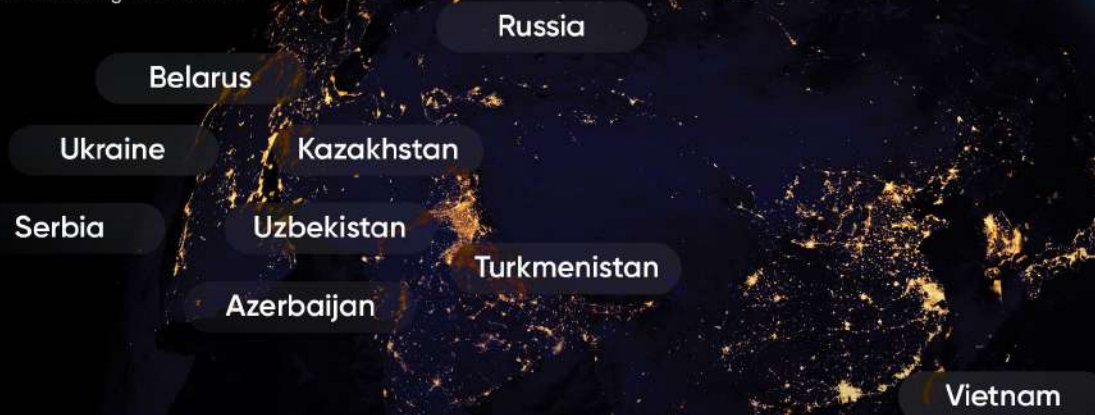 Russia
Belarus
Ukraine
Kazakhstan
Serbia
Uzbekistan
Turkmenistan
Azerbaijan
Vietnam